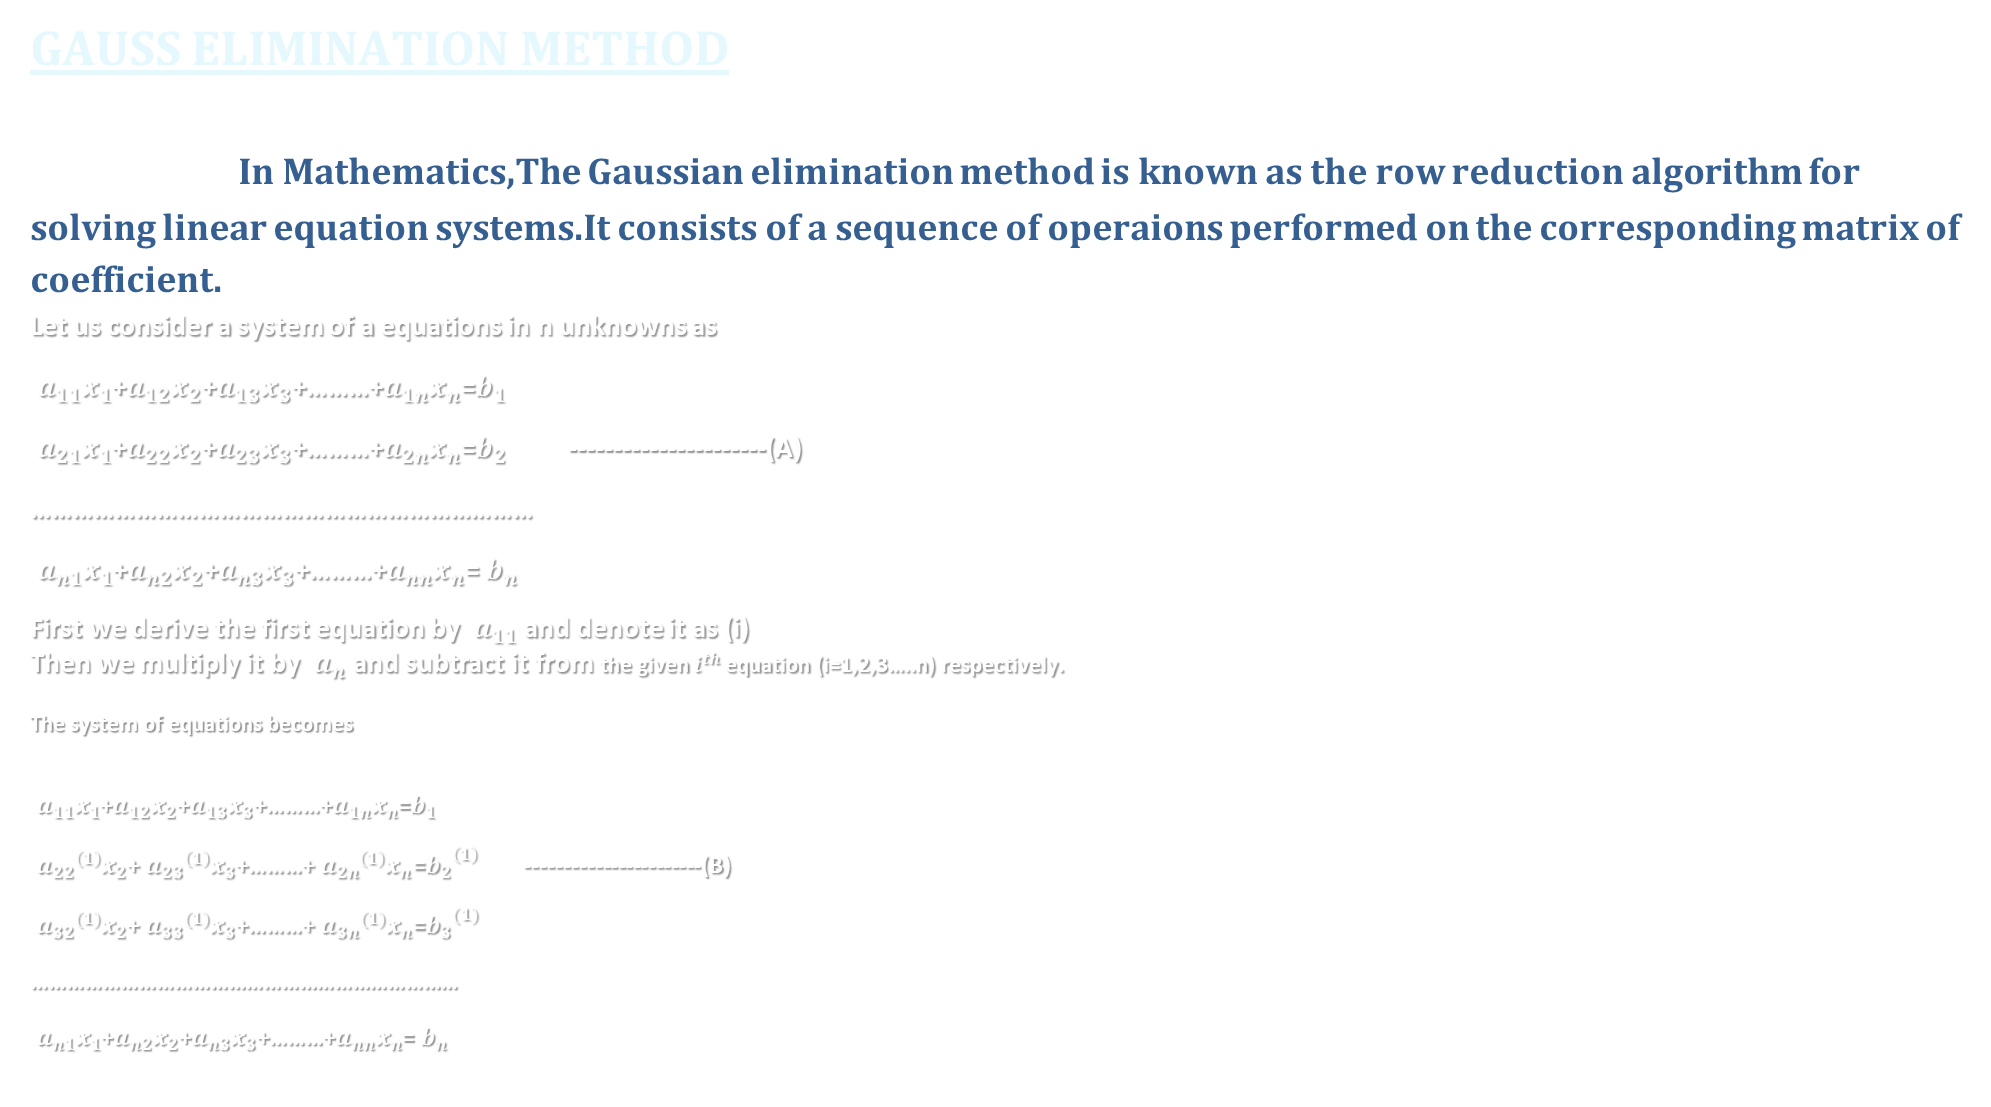 GAUSS ELIMINATION METHOD
In Mathematics,The Gaussian elimination method is known as the row reduction algorithm for
solving linear equation systems.It consists of a sequence of operaions performed on the corresponding matrix of
coefficient.
Let us consider a system of a equations in n unknowns as
𝑎₁₁𝑥₁+𝑎₁₂𝑥₂+𝑎₁₃𝑥₃+………+𝑎₁ₙ𝑥ₙ=𝑏₁
𝑎₂₁𝑥₁+𝑎₂₂𝑥₂+𝑎₂₃𝑥₃+………+𝑎₂ₙ𝑥ₙ=𝑏₂ ----------------------(A)
………………………………………………………………
𝑎ₙ₁𝑥₁+𝑎ₙ₂𝑥₂+𝑎ₙ₃𝑥₃+………+𝑎ₙₙ𝑥ₙ= 𝑏ₙ
First we derive the first equation by 𝑎₁₁ and denote it as (i)
Then we multiply it by 𝑎ₙ and subtract it from the given 𝑖ᵗʰ equation (i=1,2,3…..n) respectively.
The system of equations becomes
𝑎₁₁𝑥₁+𝑎₁₂𝑥₂+𝑎₁₃𝑥₃+………+𝑎₁ₙ𝑥ₙ=𝑏₁
𝑎₂₂⁽¹⁾𝑥₂+ 𝑎₂₃⁽¹⁾𝑥₃+………+ 𝑎₂ₙ⁽¹⁾𝑥ₙ=𝑏₂⁽¹⁾ ----------------------(B)
𝑎₃₂⁽¹⁾𝑥₂+ 𝑎₃₃⁽¹⁾𝑥₃+………+ 𝑎₃ₙ⁽¹⁾𝑥ₙ=𝑏₃⁽¹⁾
………………………………………………………………
𝑎ₙ₁𝑥₁+𝑎ₙ₂𝑥₂+𝑎ₙ₃𝑥₃+………+𝑎ₙₙ𝑥ₙ= 𝑏ₙ